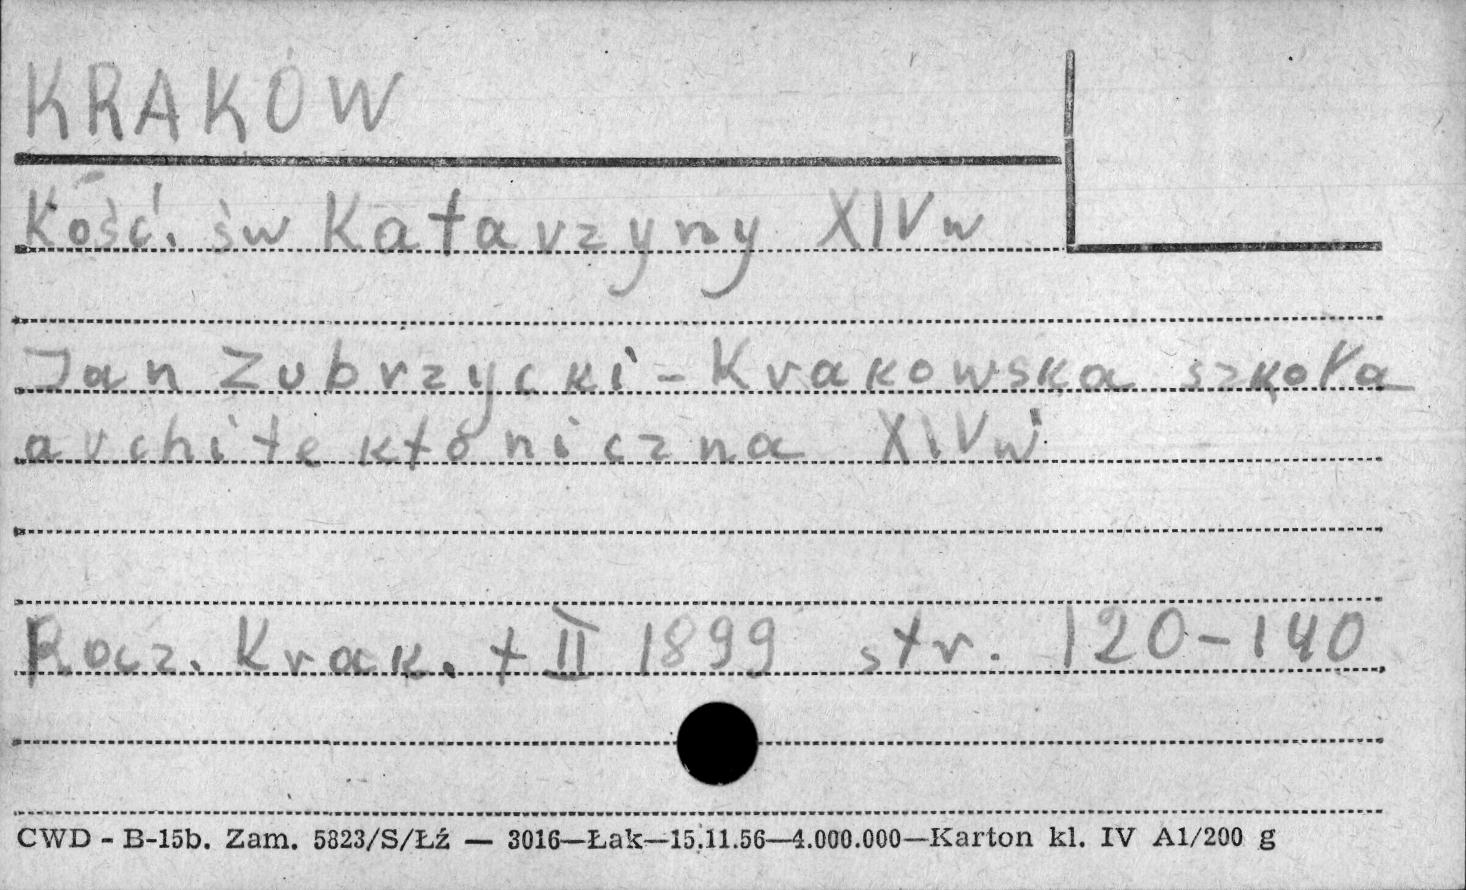 KRAKÓW
Kość. św Katarzyny XIVw
Jan Zubrzycki - Krakowska szkoła
architektoniczna XIVw
Rocz. Krak. t II 1899 str. 120-140
CWD - B-15b. Zam. 5823/S/Łź — 3016—Łak—15.11.56—4.000.000—Karton kl. IV A1/200 g